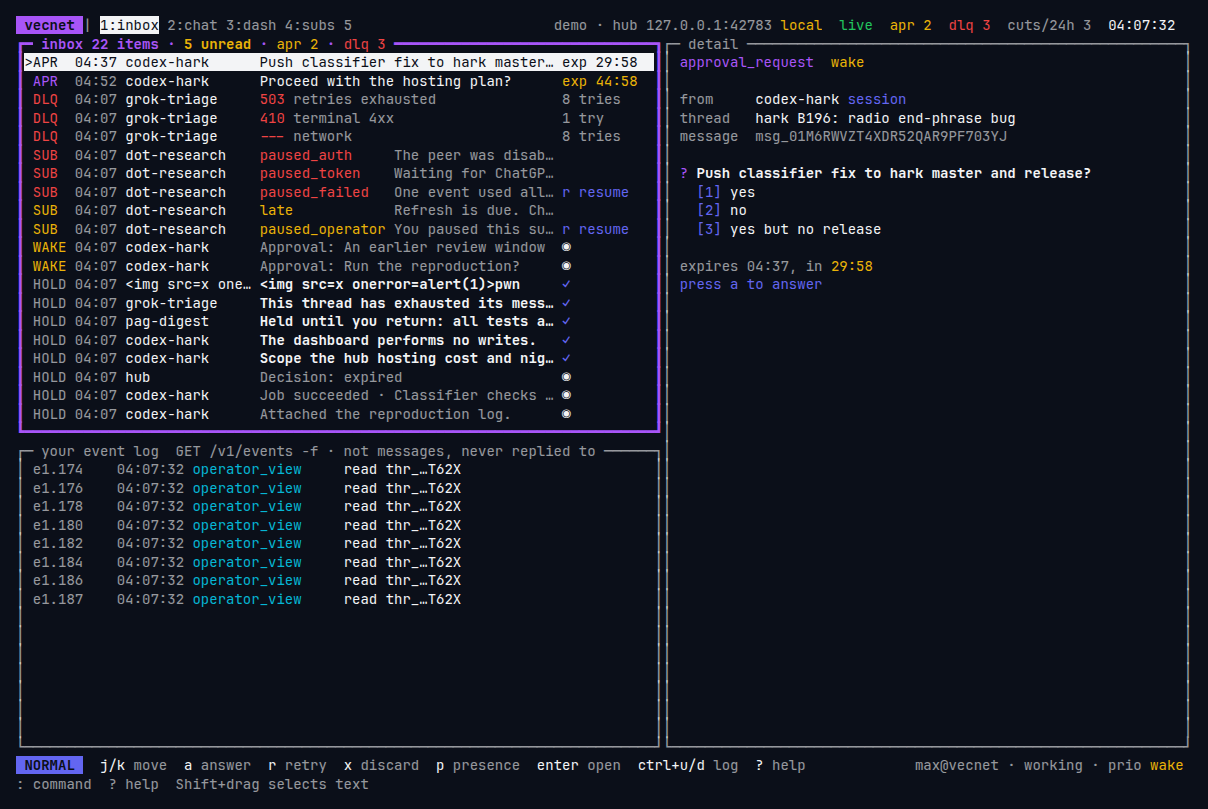 vecnet | 1:inbox 2:chat 3:dash 4:subs 5 demo · hub 127.0.0.1:42783 local live apr 2 dlq 3 cuts/24h 3 04:07:32
inbox 22 items · 5 unread · apr 2 · dlq 3
>APR 04:37 codex-hark Push classifier fix to hark master… exp 29:58
APR 04:52 codex-hark Proceed with the hosting plan? exp 44:58
DLQ 04:07 grok-triage 503 retries exhausted 8 tries
DLQ 04:07 grok-triage 410 terminal 4xx 1 try
DLQ 04:07 grok-triage --- network 8 tries
SUB 04:07 dot-research paused_auth The peer was disab…
SUB 04:07 dot-research paused_token Waiting for ChatGP…
SUB 04:07 dot-research paused_failed One event used all… r resume
SUB 04:07 dot-research late Refresh is due. Ch…
SUB 04:07 dot-research paused_operator You paused this su… r resume
WAKE 04:07 codex-hark Approval: An earlier review window ◉
WAKE 04:07 codex-hark Approval: Run the reproduction? ◉
HOLD 04:07 <img src=x one… <img src=x onerror=alert(1)>pwn ✓
HOLD 04:07 grok-triage This thread has exhausted its mess… ✓
HOLD 04:07 pag-digest Held until you return: all tests a… ✓
HOLD 04:07 codex-hark The dashboard performs no writes. ✓
HOLD 04:07 codex-hark Scope the hub hosting cost and nig… ✓
HOLD 04:07 hub Decision: expired ◉
HOLD 04:07 codex-hark Job succeeded · Classifier checks … ◉
HOLD 04:07 codex-hark Attached the reproduction log. ◉
detail
approval_request wake
from codex-hark session
thread hark B196: radio end-phrase bug
message msg_01M6RWVZT4XDR52QAR9PF703YJ
? Push classifier fix to hark master and release?
[1] yes
[2] no
[3] yes but no release
expires 04:37, in 29:58
press a to answer
your event log GET /v1/events -f · not messages, never replied to
e1.174 04:07:32 operator_view read thr_…T62X
e1.176 04:07:32 operator_view read thr_…T62X
e1.178 04:07:32 operator_view read thr_…T62X
e1.180 04:07:32 operator_view read thr_…T62X
e1.182 04:07:32 operator_view read thr_…T62X
e1.184 04:07:32 operator_view read thr_…T62X
e1.186 04:07:32 operator_view read thr_…T62X
e1.187 04:07:32 operator_view read thr_…T62X
NORMAL j/k move a answer r retry x discard p presence enter open ctrl+u/d log ? help max@vecnet · working · prio wake
: command ? help Shift+drag selects text